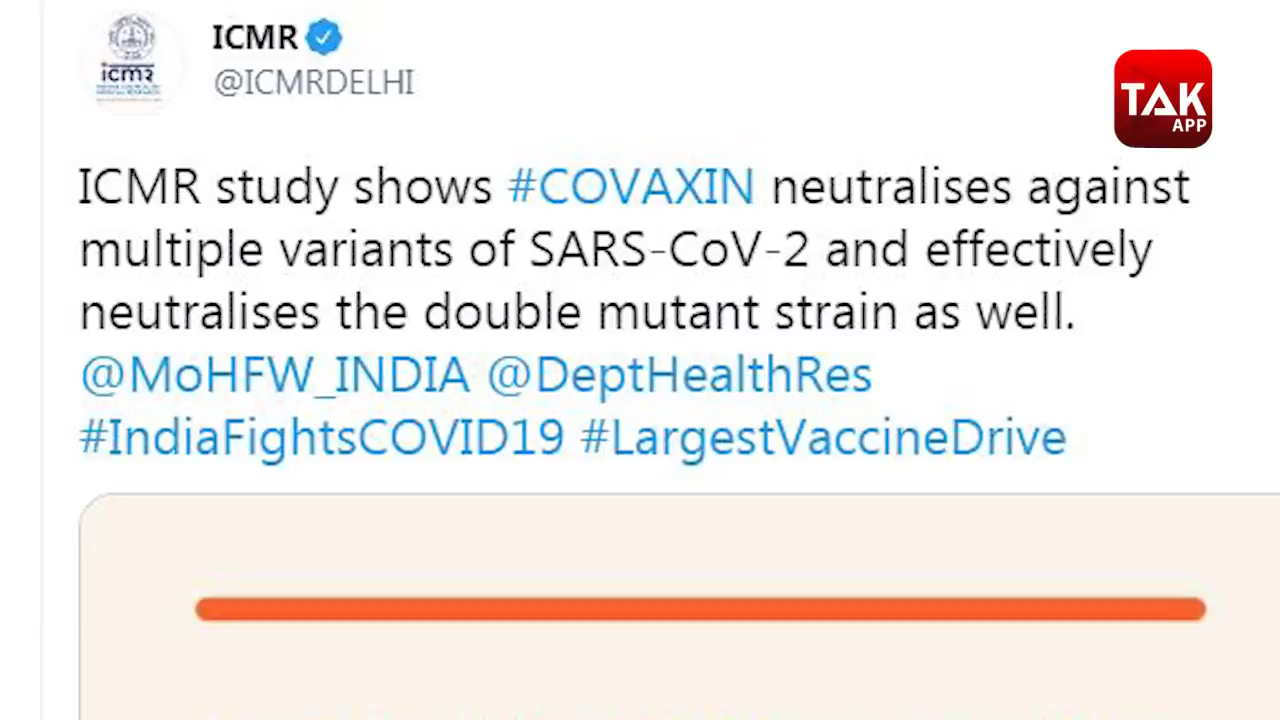 ICMR
@ICMRDELHI
TAK
APP
icmr
ICMR study shows #COVAXIN neutralises against
multiple variants of SARS-CoV-2 and effectively
neutralises the double mutant strain as well.
@MoHFW_INDIA @DeptHealthRes
#IndiaFightsCOVID19 #LargestVaccineDrive